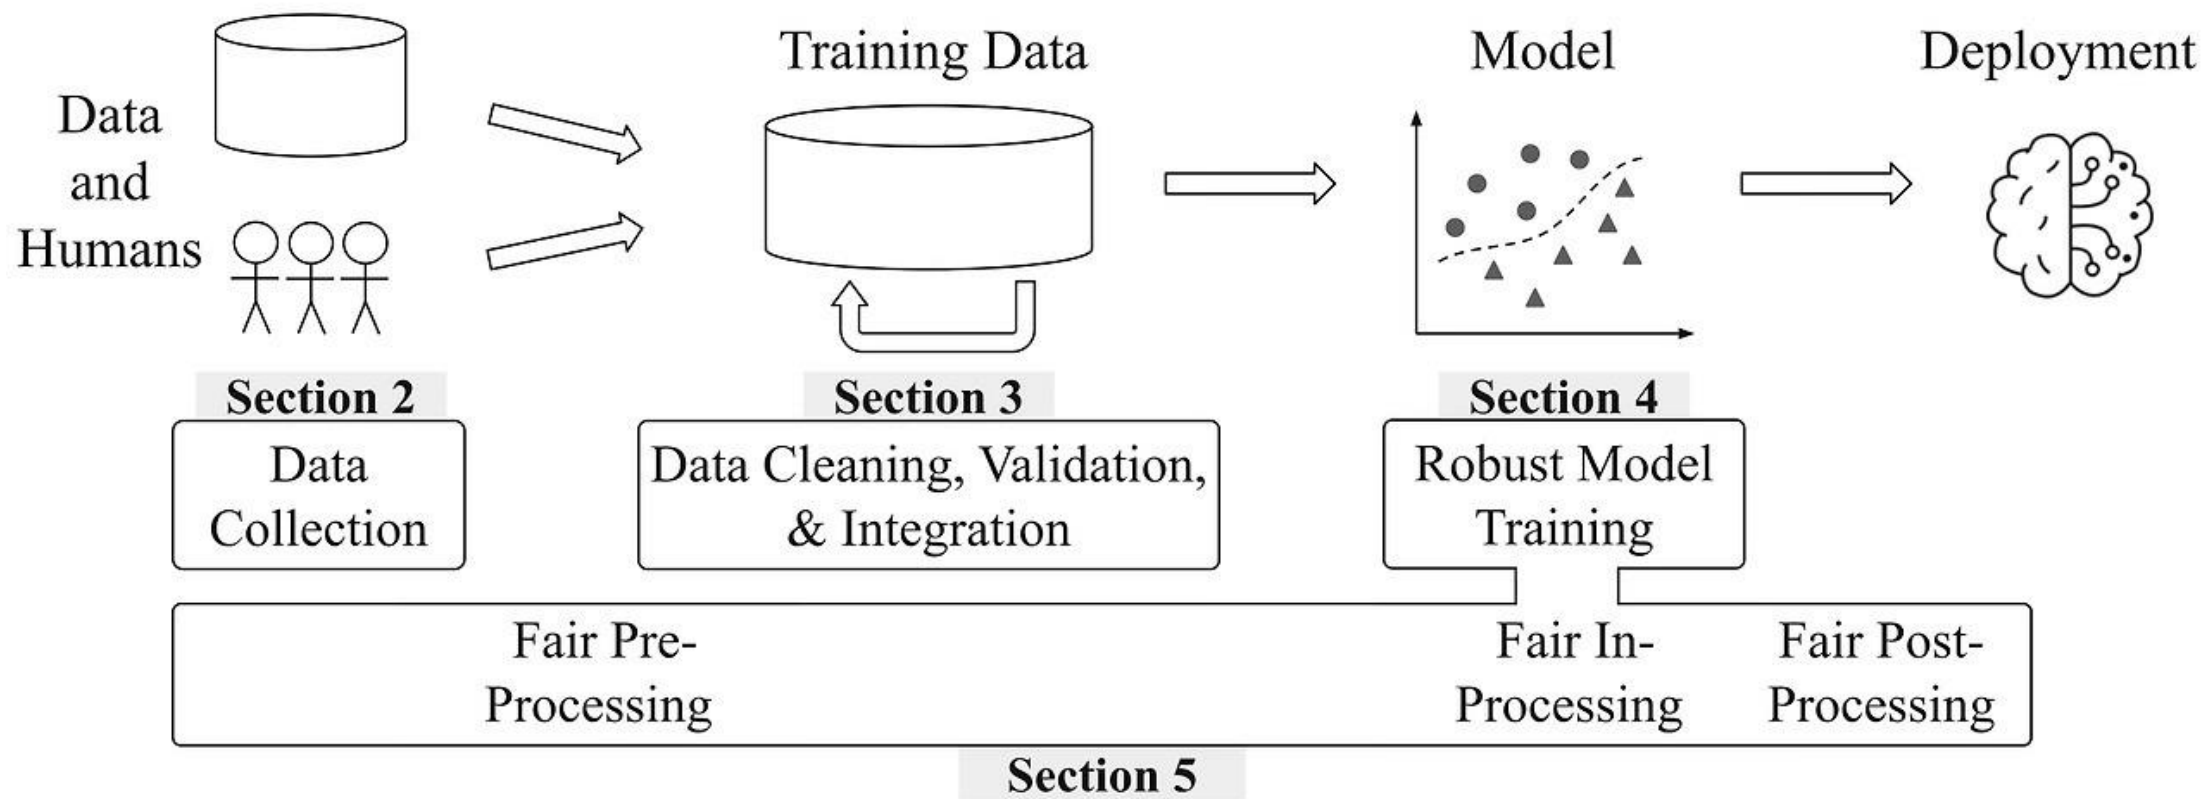 Data
and
Humans
Training Data
Model
Deployment
Section 2
Data
Collection
Section 3
Data Cleaning, Validation,
& Integration
Section 4
Robust Model
Training
Fair Pre-
Processing
Fair In-
Processing
Fair Post-
Processing
Section 5